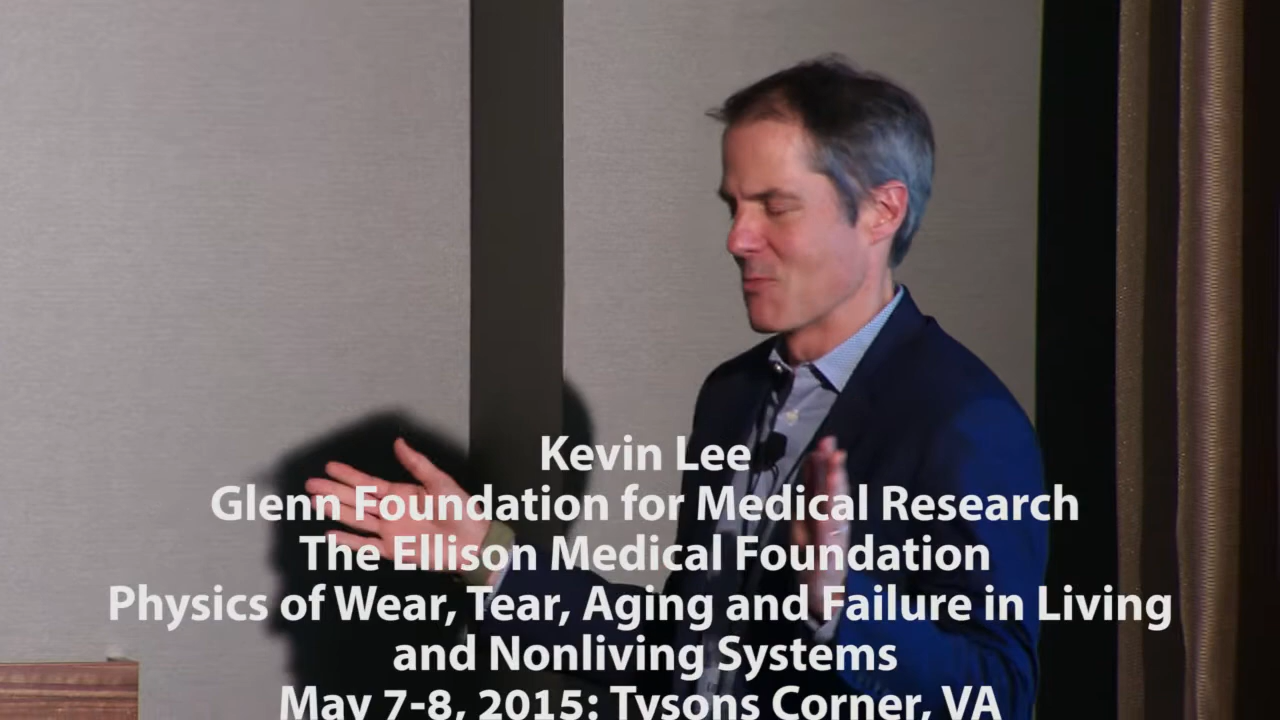 Kevin Lee
Glenn Foundation for Medical Research
The Ellison Medical Foundation
Physics of Wear, Tear, Aging and Failure in Living
and Nonliving Systems
May 7-8, 2015: Tysons Corner, VA